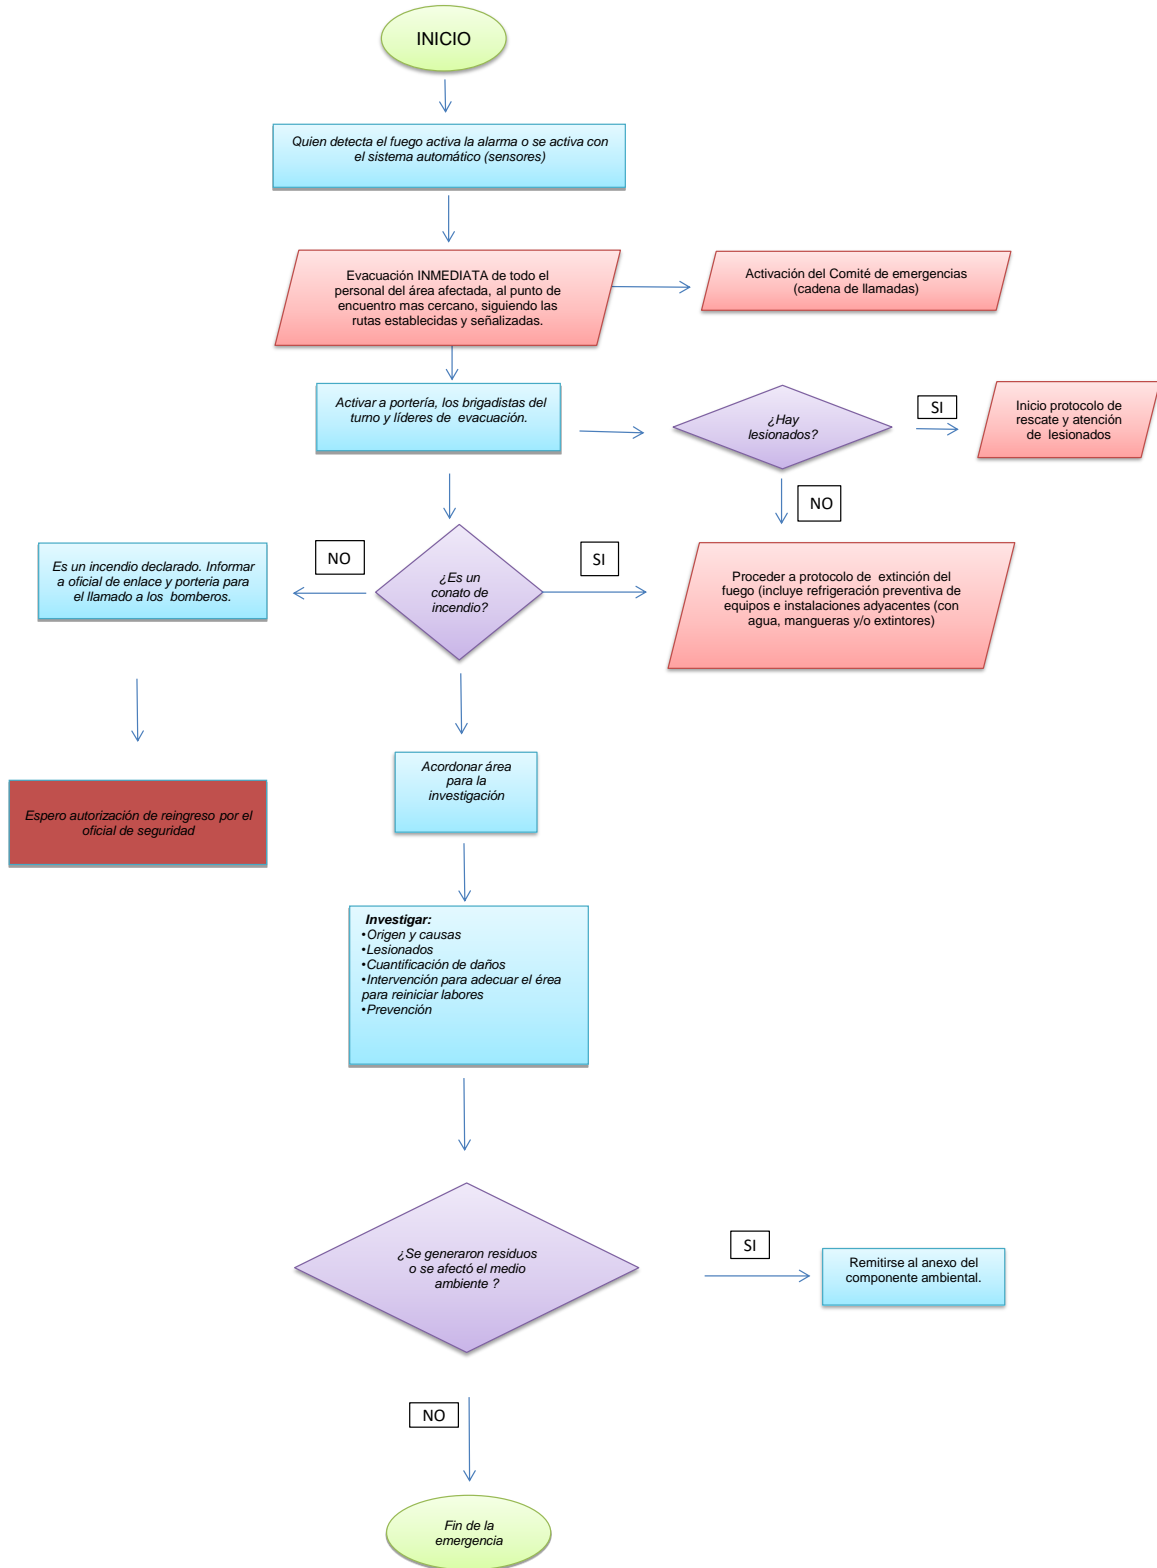 INICIO
Quien detecta el fuego activa la alarma o se activa con
el sistema automático (sensores)
Evacuación INMEDIATA de todo el
personal del área afectada, al punto de
encuentro mas cercano, siguiendo las
rutas establecidas y señalizadas.
Activación del Comité de emergencias
(cadena de llamadas)
Activar a portería, los brigadistas del
turno y líderes de evacuación.
¿Hay
lesionados?
SI
Inicio protocolo de
rescate y atención
de lesionados
NO
Es un incendio declarado. Informar
a oficial de enlace y porteria para
el llamado a los bomberos.
NO
¿Es un
conato de
incendio?
SI
Proceder a protocolo de extinción del
fuego (incluye refrigeración preventiva de
equipos e instalaciones adyacentes (con
agua, mangueras y/o extintores)
Acordonar área
para la
investigación
Espero autorización de reingreso por el
oficial de seguridad
Investigar:
•Origen y causas
•Lesionados
•Cuantificación de daños
•Intervención para adecuar el érea
para reiniciar labores
•Prevención
¿Se generaron residuos
o se afectó el medio
ambiente ?
SI
Remitirse al anexo del
componente ambiental.
NO
Fin de la
emergencia